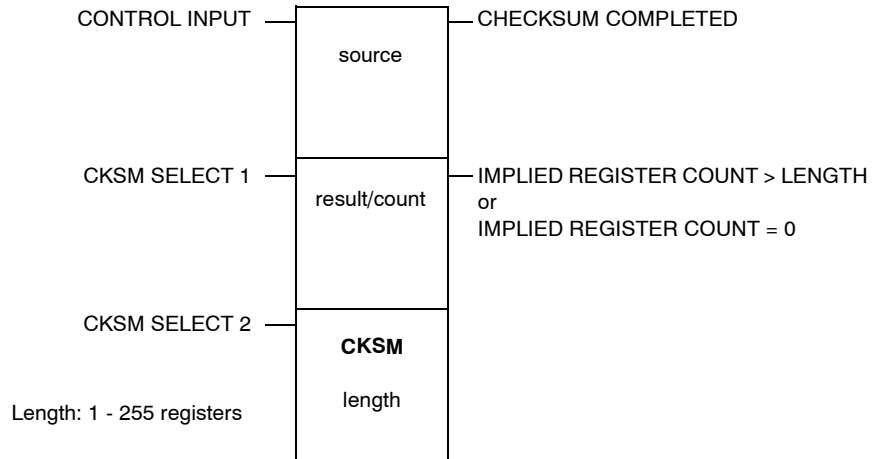 CONTROL INPUT
CHECKSUM COMPLETED
source
CKSM SELECT 1
IMPLIED REGISTER COUNT > LENGTH
or
IMPLIED REGISTER COUNT = 0
result/count
CKSM SELECT 2
CKSM
length
Length: 1 - 255 registers